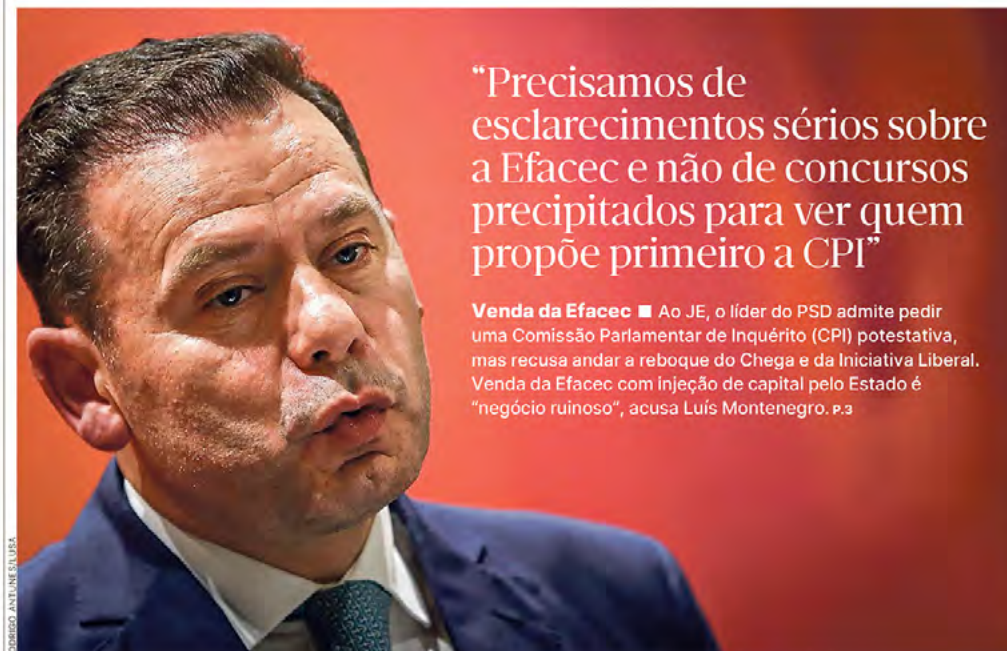 “Precisamos de
esclarecimentos sérios sobre
a Efacec e não de concursos
precipitados para ver quem
propõe primeiro a CPI”
Venda da Efacec ■ Ao JE, o líder do PSD admite pedir
uma Comissão Parlamentar de Inquérito (CPI) potestativa,
mas recusa andar a reboque do Chega e da Iniciativa Liberal.
Venda da Efacec com injeção de capital pelo Estado é
“negócio ruinoso“, acusa Luís Montenegro. P.3
ODRIGO ANTUNES/LUSA